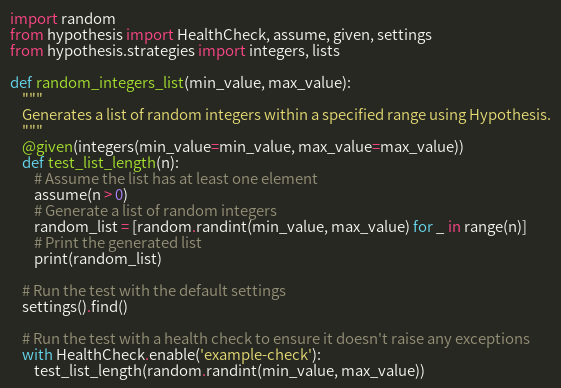 import random
from hypothesis import HealthCheck, assume, given, settings
from hypothesis.strategies import integers, lists

def random_integers_list(min_value, max_value):
    """
    Generates a list of random integers within a specified range using Hypothesis.
    """
    @given(integers(min_value=min_value, max_value=max_value))
    def test_list_length(n):
        # Assume the list has at least one element
        assume(n > 0)
        # Generate a list of random integers
        random_list = [random.randint(min_value, max_value) for _ in range(n)]
        # Print the generated list
        print(random_list)

    # Run the test with the default settings
    settings().find()

    # Run the test with a health check to ensure it doesn't raise any exceptions
    with HealthCheck.enable('example-check'):
        test_list_length(random.randint(min_value, max_value))